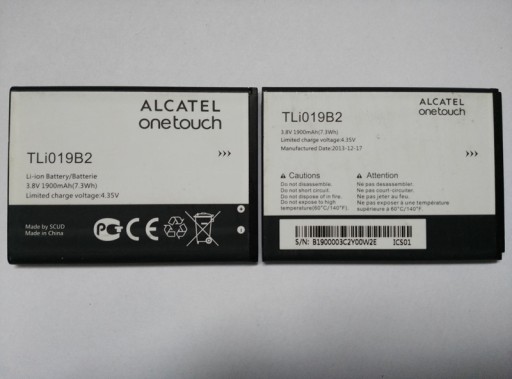 ALCATEL
onetouch
TLi019B2
Li-ion Battery/Batterie
3.8V 1900mAh(7.3Wh)
Limited charge voltage:4.35V
Made by SCUD
Made in China
ALCATEL
onetouch
TLi019B2
3.8V 1900mAh(7.3Wh)
Limited charge voltage:4.35V
Manufactured Date:2013-12-17
Cautions
Do not disassemble.
Do not short circuit.
Do not dispose of in fire.
Do not expose to high
temperature(60°C/140°F)
Attention
Ne pas desassembler.
Ne pas court-circuiter.
Ne pas jeter au feu.
Ne pas exposer à une température
supérieure à 60°C/140°F.
S/N: B1900003C2Y00W2E ICS01